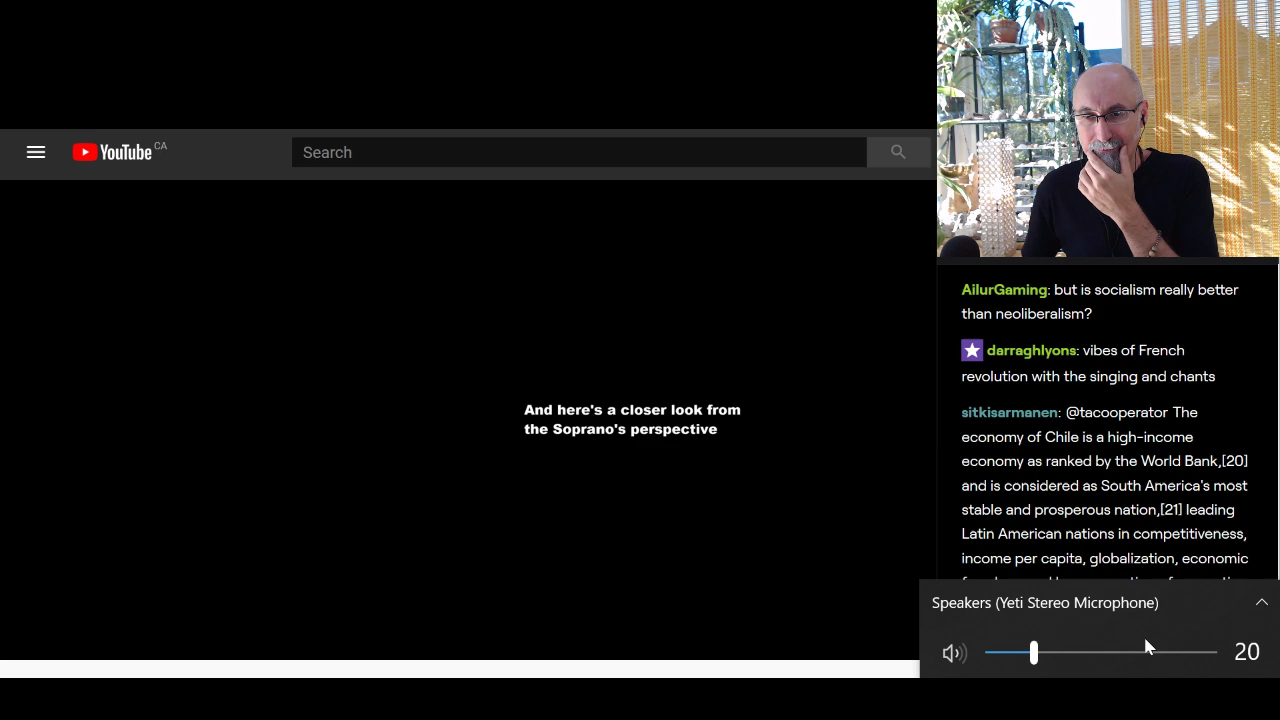 YouTube CA
Search
And here's a closer look from
the Soprano's perspective
AilurGaming: but is socialism really better
than neoliberalism?
darraghlyons: vibes of French
revolution with the singing and chants
sitkisarmanen: @tacooperator The
economy of Chile is a high-income
economy as ranked by the World Bank,[20]
and is considered as South America's most
stable and prosperous nation,[21] leading
Latin American nations in competitiveness,
income per capita, globalization, economic
Speakers (Yeti Stereo Microphone)
20